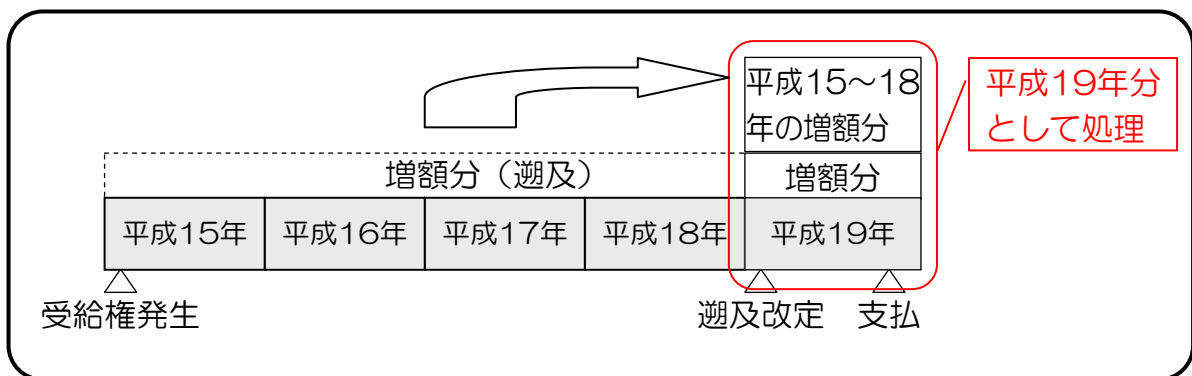 平成15〜18
年の増額分
平成19年分
として処理
増額分（遡及）
増額分
平成15年
平成16年
平成17年
平成18年
平成19年
受給権発生
遡及改定
支払